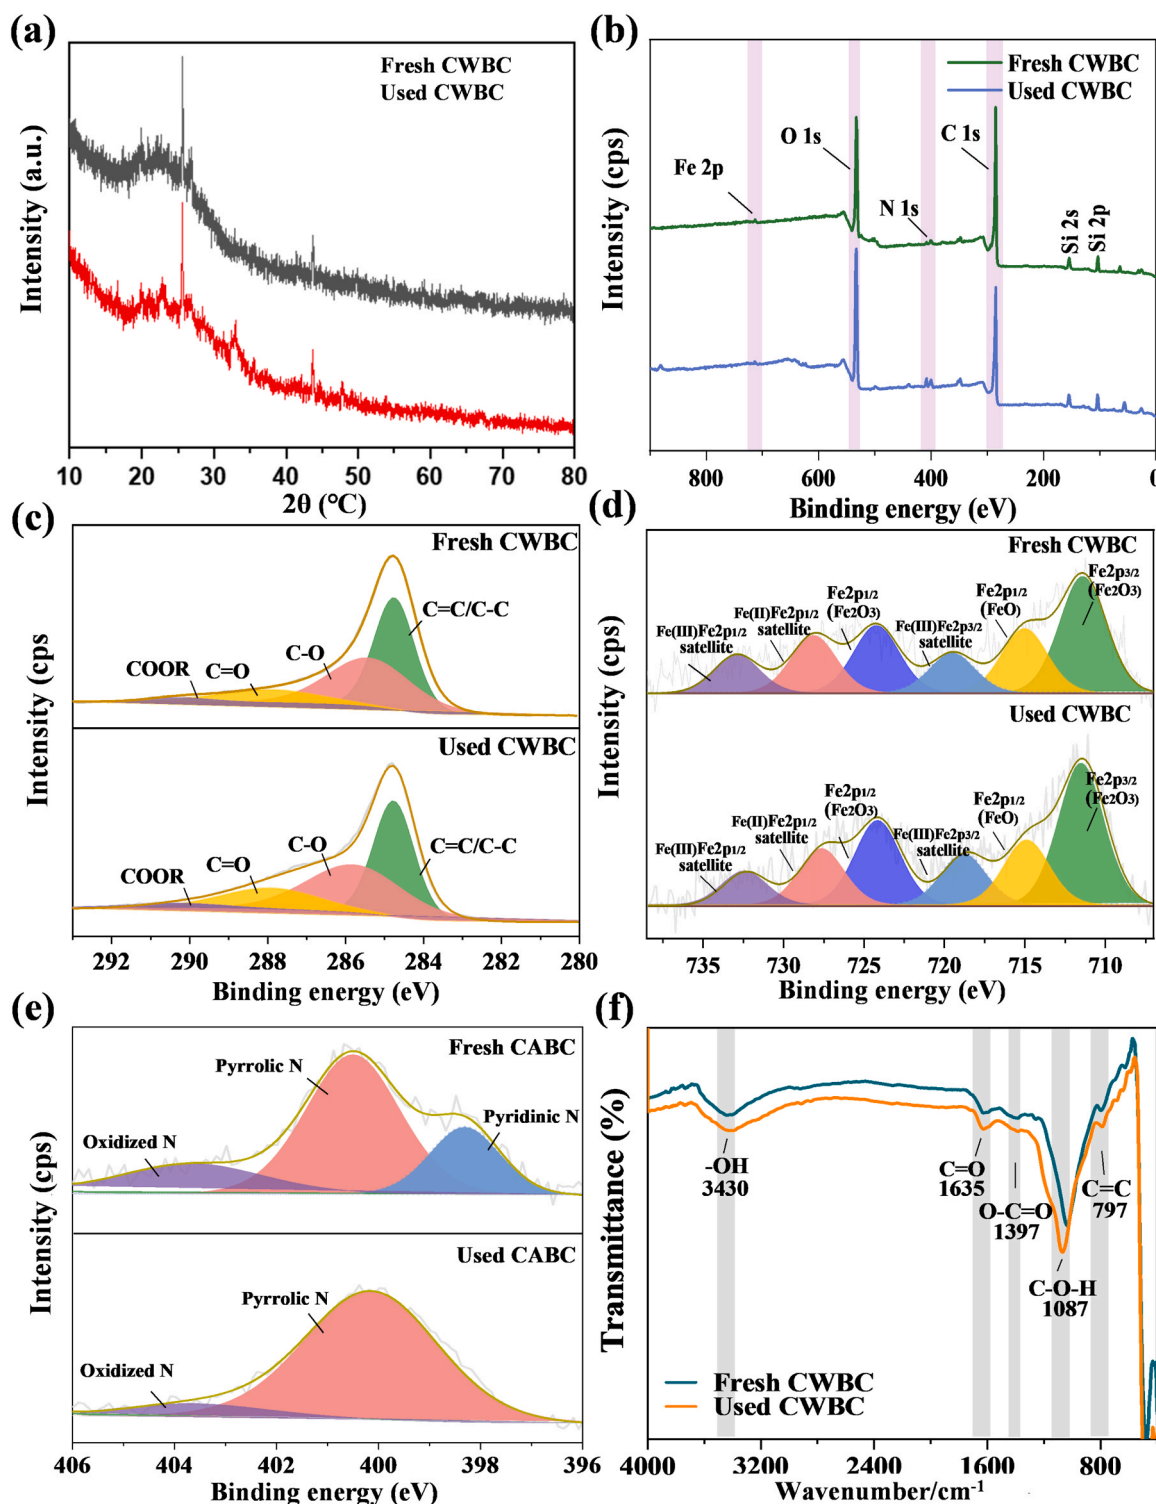 (a)
Fresh CWBC
Used CWBC
Intensity (a.u.)
10 20 30 40 50 60 70 80
2θ (°C)
(b)
Fresh CWBC
Used CWBC
Fe 2p
O 1s
N 1s
C 1s
Si 2s
Si 2p
Intensity (cps)
800 600 400 200 0
Binding energy (eV)
(c)
Fresh CWBC
C=C/C-C
C-O
C=O
COOR
Intensity (cps
Used CWBC
C=C/C-C
C-O
C=O
COOR
Intensity (cps
292 290 288 286 284 282 280
Binding energy (eV)
(d)
Fresh CWBC
Fe(III)Fe2p1/2
satellite
Fe(II)Fe2p1/2
satellite
Fe2p1/2
(Fe2O3)
Fe(III)Fe2p3/2
satellite
Fe2p1/2
(FeO)
Fe2p3/2
(Fe2O3)
Intensity (cps)
Used CWBC
Fe(III)Fe2p1/2
satellite
Fe(II)Fe2p1/2
satellite
Fe2p1/2
(Fe2O3)
Fe(III)Fe2p3/2
satellite
Fe2p1/2
(FeO)
Fe2p3/2
(Fe2O3)
Intensity (cps)
735 730 725 720 715 710
Binding energy (eV)
(e)
Fresh CABC
Pyrrolic N
Pyridinic N
Oxidized N
Intensity (cps)
Used CABC
Pyrrolic N
Oxidized N
Intensity (cps)
406 404 402 400 398 396
Binding energy (eV)
(f)
-OH
3430
C=O
1635
O-C=O
1397
C-O-H
1087
C=C
797
Transmittance (%)
Fresh CWBC
Used CWBC
4000 3200 2400 1600 800
Wavenumber/cm-1